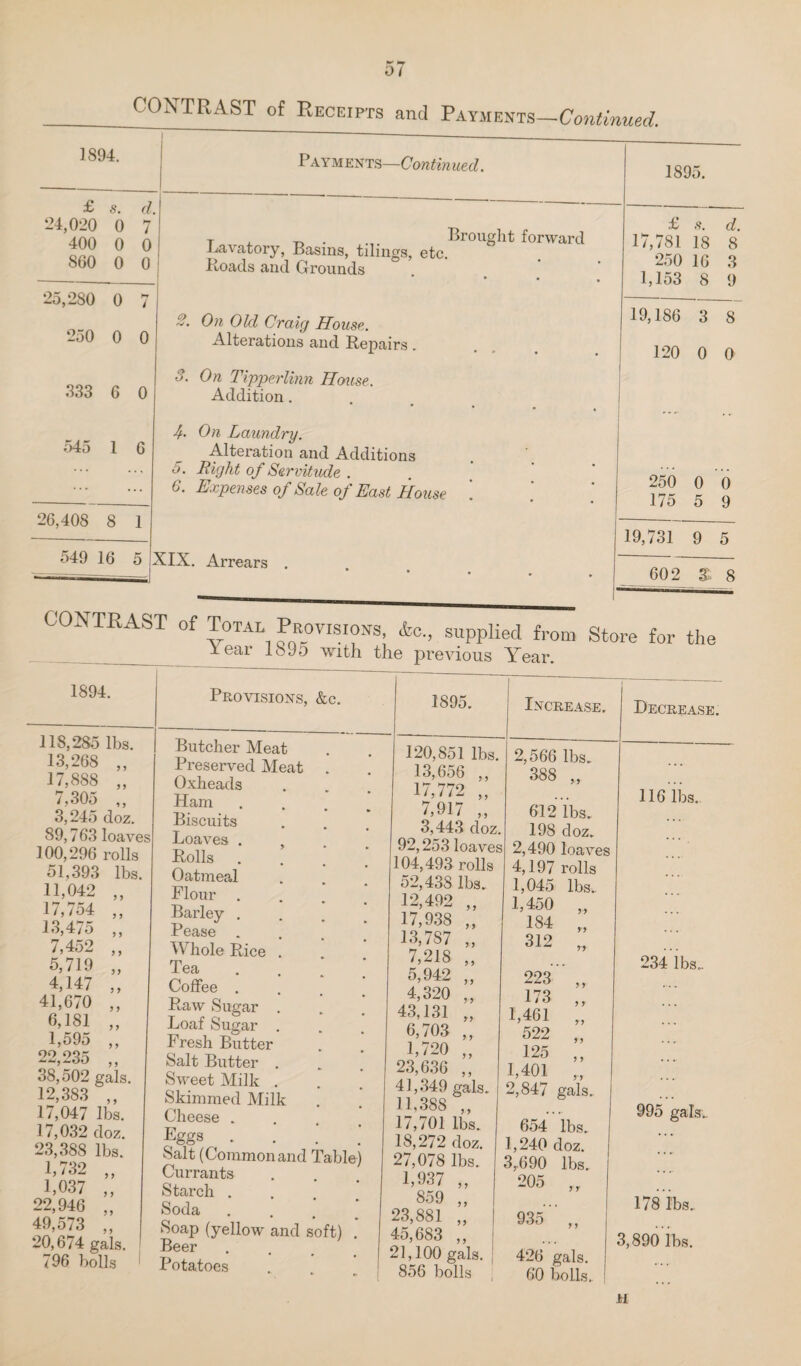 57
CONTRAST of Receipts and Payments—Continued.
1894. Payments—Continued. 1895.
£ s. d. £ s. d.
24,020 0 7 Brought forward 17,781 18 8
400 0 0 Lavatory, Basins, tilings, etc. 250 16 3
860 0 0 Roads and Grounds 1,153 8 9
25,280 0 7 19,186 3 8
2. On Old Craig House.
250 0 0 Alterations and Repairs 120 0 0
3. On Tipperlinn House.
333 6 0 Addition
4. On Laundry.
545 1 6 Alteration and Additions
... ... 5. Right of Servitude 250 0 0
... ... 6. Expenses of Sale of East House 175 5 9
26,408 8 1 19,731 9 5
549 16 5 XIX. Arrears 602 3 8
CONTRAST of Total Provisions, &c., supplied from Store for the
Year 1895 with the previous Year.
1894. Provisions, &c. 1895. Increase. Decrease.
118,285 lbs. Butcher Meat 120,851 lbs. 2,566 lbs. ...
13,268 ,, Preserved Meat 13,656 ,, 388 ,, ...
17,888 ,, Oxheads 17,772 ,, ... 116 lbs.
7,305 ,, Ham 7,917 ,, 612 lbs. ...
3,245 doz. Biscuits 3,443 doz. 198 doz. ...
89,763 loaves Loaves 92,253 loaves 2,490 loaves ...
100,296 rolls Rolls 104,493 rolls 4,197 rolls ...
51,393 lbs. Oatmeal 52,438 lbs. 1,045 lbs. ...
11,042 ,, Flour 12,492 ,, 1,450 ,, ...
17,754 ,, Barley 17,938 ,, 184 ,, ...
13,475 ,, Pease 13,787 ,, 312 ,, ...
7,452 ,, Whole Rice 7,218 ,, ... 234 lbs.
5,719 ,, Tea 5,942 ,, 223 ,, ...
4,147 ,, Coffee 4,320 ,, 173 ,, ...
41,670 ,, Raw Sugar 43,131 ,, 1,461 ,, ...
6,181 ,, Loaf Sugar 6,703 ,, 522 ,, ...
1,595 ,, Fresh Butter 1,720 ,, 125 ,, ...
22,235 ,, Salt Butter 23,636 ,, 1,401 ,, ...
38,502 gals. Sweet Milk 41,349 gals. 2,847 gals. ...
12,383 ,, Skimmed Milk 11,388 ,, ... 995 gals.
17,047 lbs. Cheese 17,701 lbs. 654 lbs. ...
17,032 doz. Eggs 18,272 doz. 1,240 doz. ...
23,388 lbs. Salt (Common and Table) 27,078 lbs. 3,690 lbs. ...
1,732 ,, Currants 1,937 ,, 205 ,, ...
1,037 ,, Starch 859 ,, ... 178 lbs.
22,946 ,, Soda 23,881 ,, 935 ,, ...
49,573 ,, Soap (yellow and soft) 45,683 ,, ... 3,890 lbs.
20,674 gals. Beer 21,100 gals. 426 gals. ...
796 bolls Potatoes 856 bolls 60 bolls. ...
H